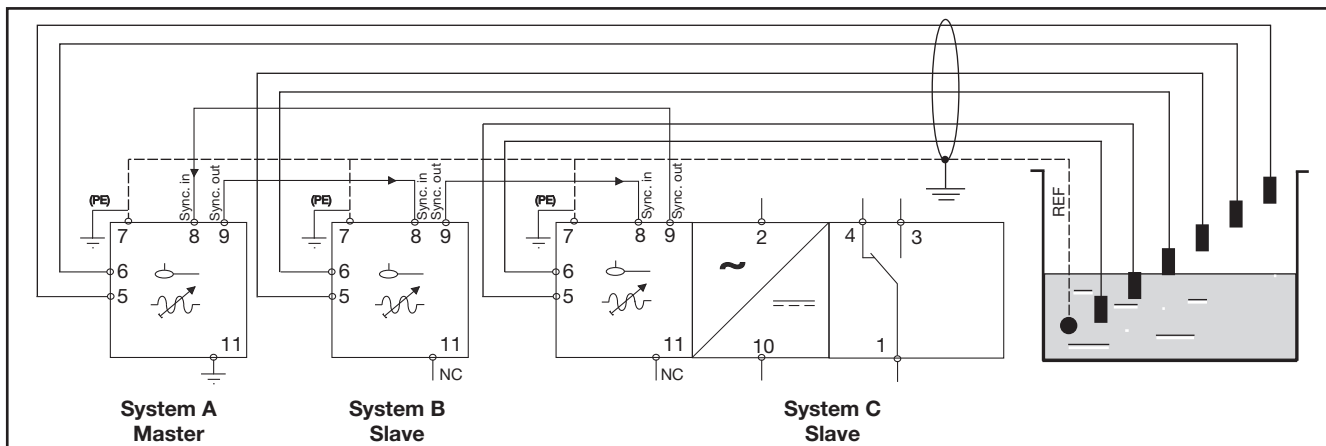 REF
Sync. in
Sync. out
Sync. in
Sync. out
Sync. in
Sync. out
(PE)
(PE)
(PE)
7 8 9
7 8 9
7 8 9
2
4 3
6
5
6
5
6
5
~
11
11
11
10
1
NC
NC
System A
Master
System B
Slave
System C
Slave